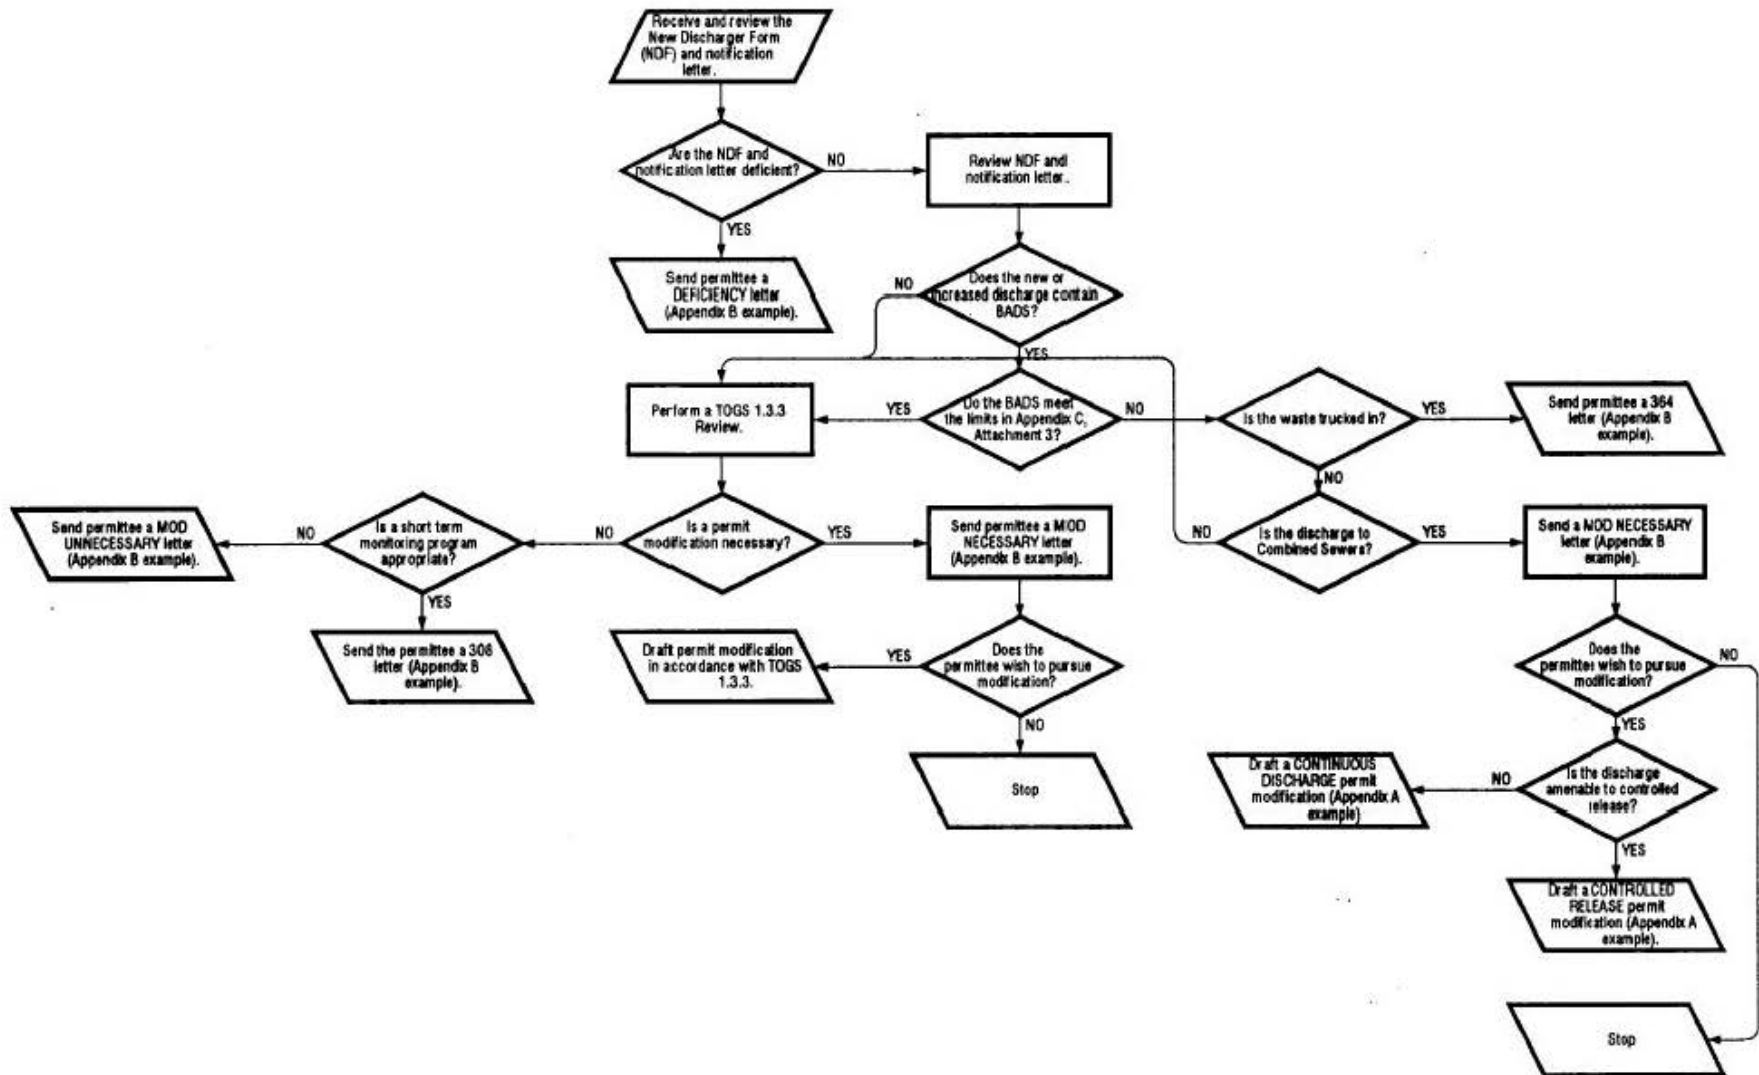 Receive and review the
New Discharger Form
(NDF) and notification
letter.
Are the NDF and
notification letter deficient?
NO
Review NDF and
notification letter.
YES
Send permittee a
DEFICIENCY letter
(Appendix B example).
NO
Does the new or
increased discharge contain
BADS?
YES
Perform a TOGS 1.3.3
Review.
YES
Do the BADS meet
the limits in Appendix C,
Attachment 3?
NO
Is the waste trucked in?
YES
Send permittee a 364
letter (Appendix B
example).
NO
Send permittee a MOD
UNNECESSARY letter
(Appendix B example).
NO
Is a short term
monitoring program
appropriate?
NO
Is a permit
modification necessary?
YES
Send permittee a MOD
NECESSARY letter
(Appendix B example).
NO
Is the discharge to
Combined Sewers?
YES
Send a MOD NECESSARY
letter (Appendix B
example).
YES
Send the permittee a 308
letter (Appendix B
example).
Draft permit modification
in accordance with TOGS
1.3.3.
YES
Does the
permittee wish to pursue
modification?
NO
Stop
Does the
permittee wish to pursue
modification?
NO
YES
Draft a CONTINUOUS
DISCHARGE permit
modification (Appendix A
example)
NO
Is the discharge
amenable to controlled
release?
YES
Draft a CONTROLLED
RELEASE permit
modification (Appendix A
example).
Stop